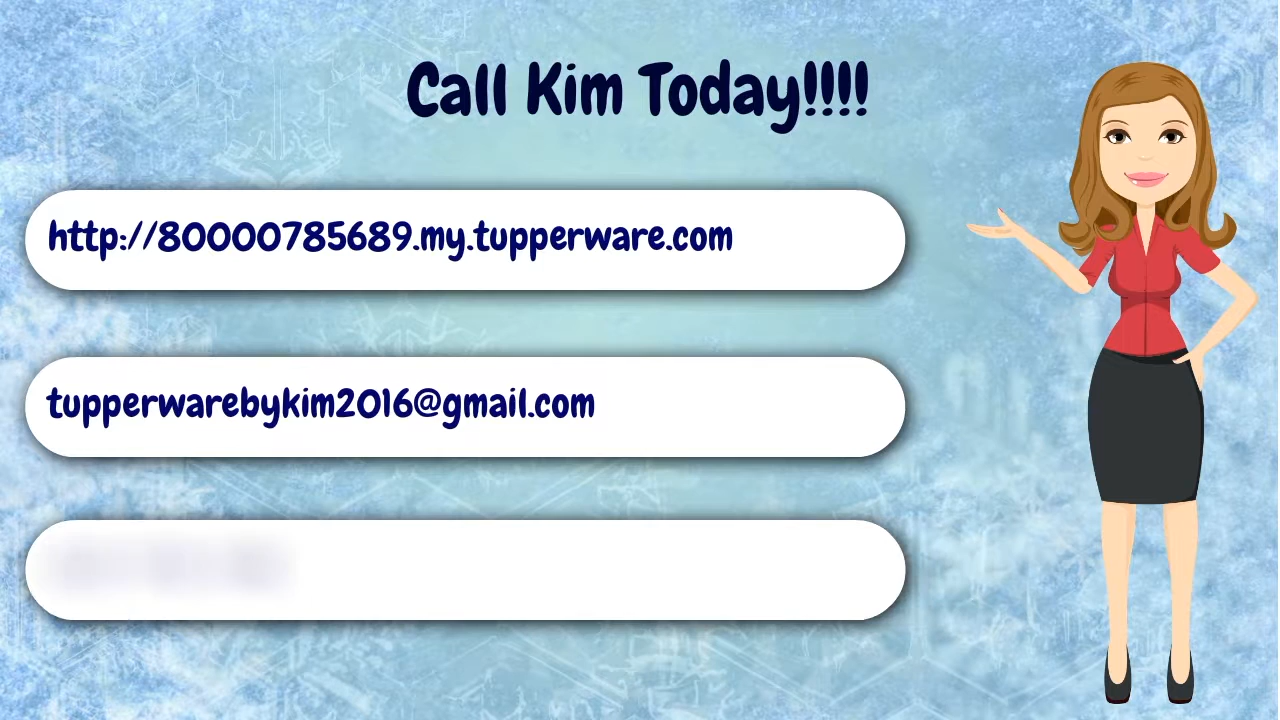 Call Kim Today!!!!
http://80000785689.my.tupperware.com
tupperwarebykim2016@gmail.com